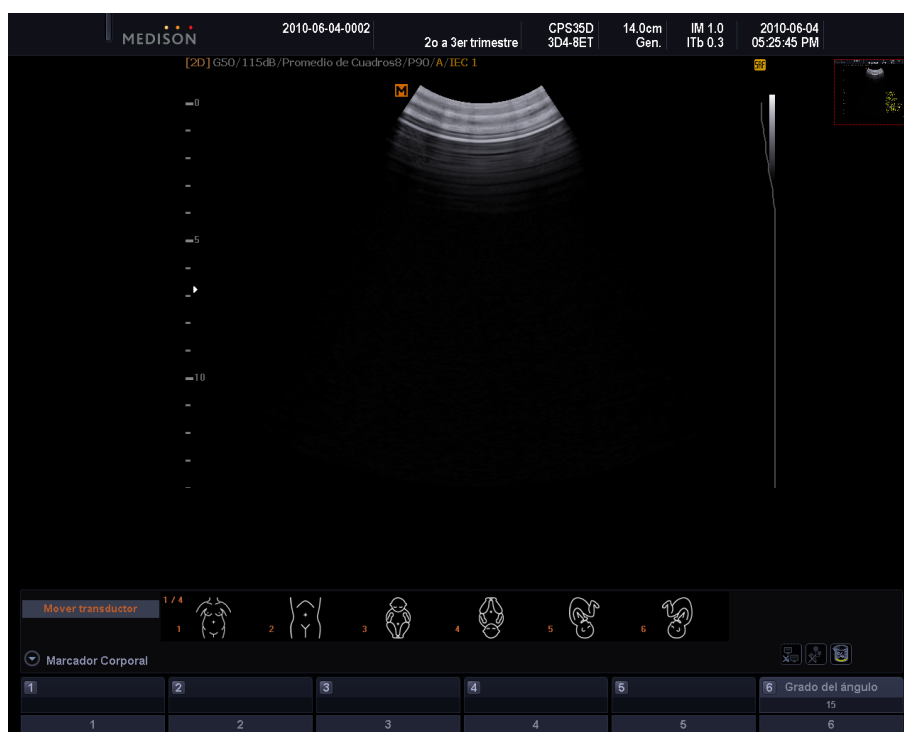 MEDISON
2010-06-04-0002
2o a 3er trimestre
CPS35D
3D4-8ET
14.0cm
Gen.
IM 1.0
ITb 0.3
2010-06-04
05:25:45 PM
[2D] G50/115dB/Promedio de Cuadros8/P90/A/IEC 1
M
0
5
10
Mover transductor
1/4
1 2 3 4 5 6
Marcador Corporal
1 2 3 4 5 6 Grado del ángulo
15
1 2 3 4 5 6